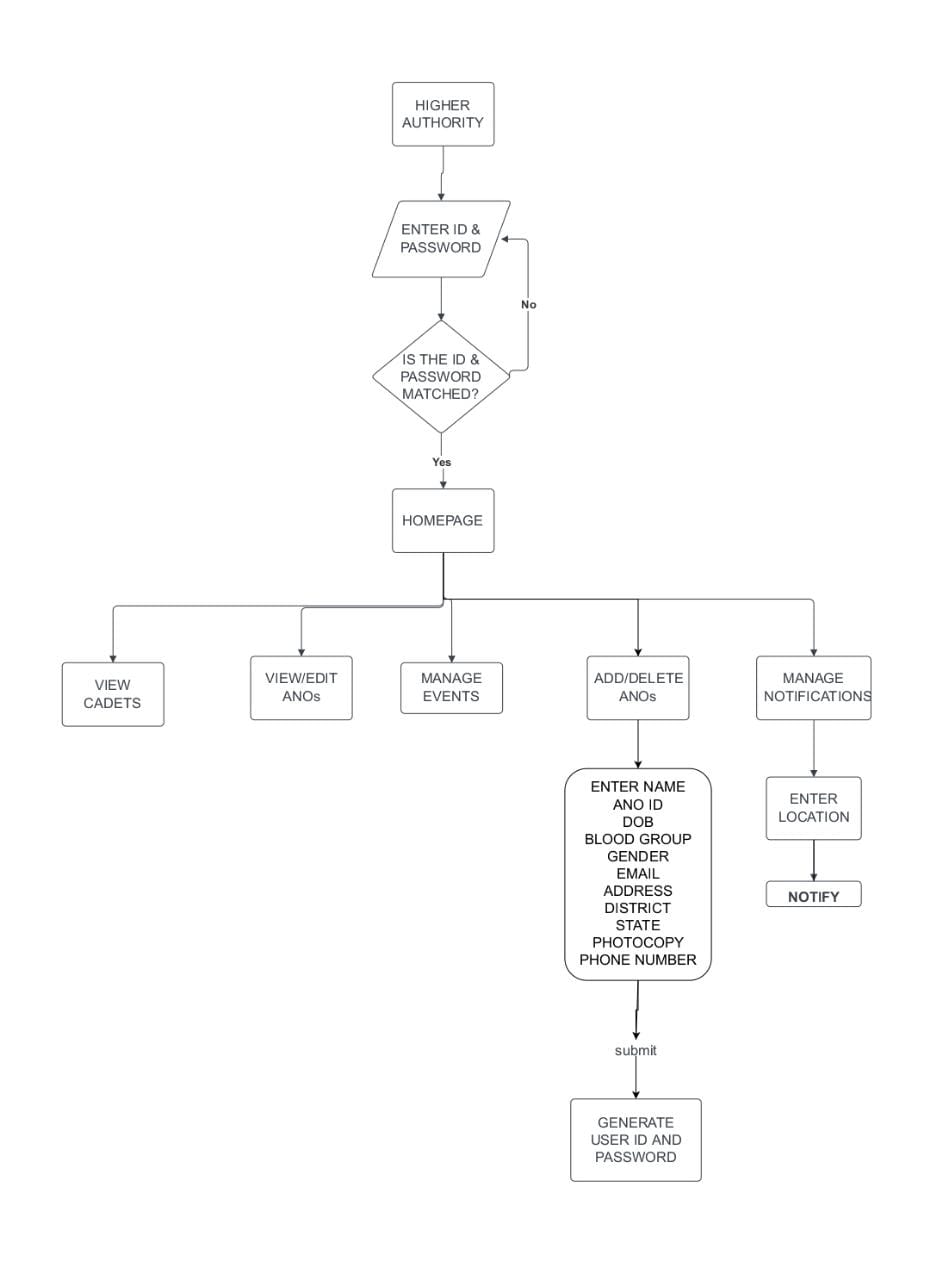 HIGHER
AUTHORITY
ENTER ID &
PASSWORD
No
IS THE ID &
PASSWORD
MATCHED?
Yes
HOMEPAGE
VIEW
CADETS
VIEW/EDIT
ANOs
MANAGE
EVENTS
ADD/DELETE
ANOs
MANAGE
NOTIFICATIONS
ENTER NAME
ANO ID
DOB
BLOOD GROUP
GENDER
EMAIL
ADDRESS
DISTRICT
STATE
PHOTOCOPY
PHONE NUMBER
ENTER
LOCATION
NOTIFY
submit
GENERATE
USER ID AND
PASSWORD